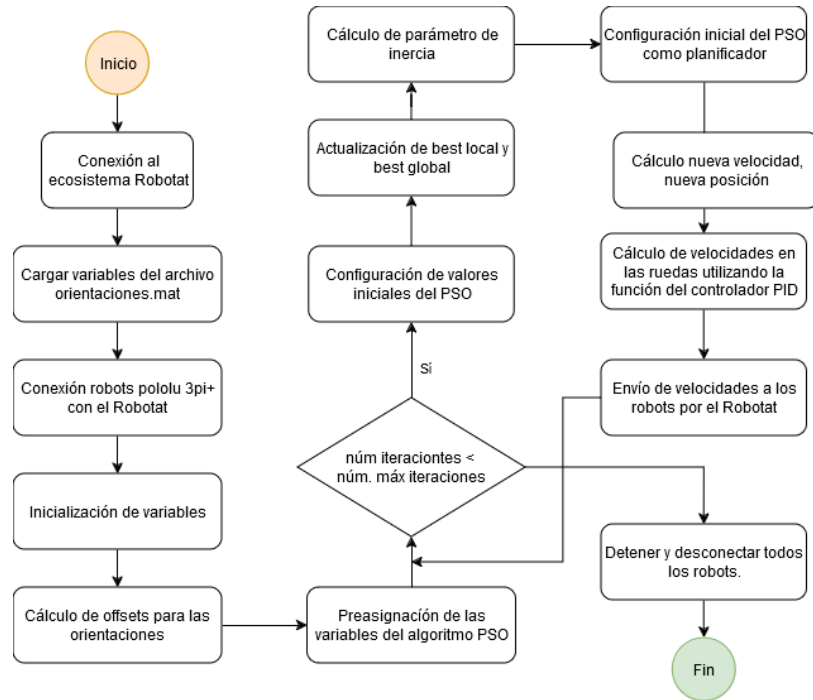 Inicio
Conexión al
ecosistema Robotat
Cargar variables del archivo
orientaciones.mat
Conexión robots pololu 3pi+
con el Robotat
Inicialización de variables
Cálculo de offsets para las
orientaciones
Preasignación de las
variables del algoritmo PSO
núm iteraciontes <
núm. máx iteraciones
Sí
Configuración de valores
iniciales del PSO
Actualización de best local y
best global
Cálculo de parámetro de
inercia
Configuración inicial del PSO
como planificador
Cálculo nueva velocidad,
nueva posición
Cálculo de velocidades en
las ruedas utilizando la
función del controlador PID
Envío de velocidades a los
robots por el Robotat
Detener y desconectar todos
los robots.
Fin